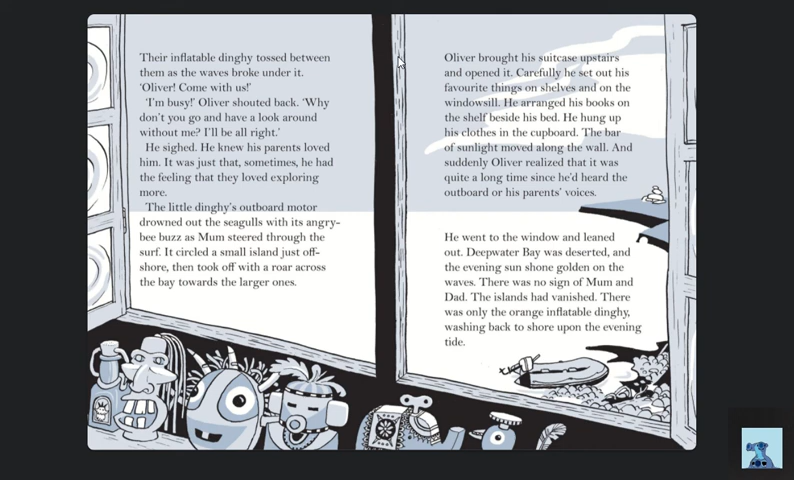 Their inflatable dinghy tossed between
them as the waves broke under it.
‘Oliver! Come with us!’
‘I’m busy!’ Oliver shouted back. ‘Why
don’t you go and have a look around
without me? I’ll be all right.’
He sighed. He knew his parents loved
him. It was just that, sometimes, he had
the feeling that they loved exploring
more.
The little dinghy’s outboard motor
drowned out the seagulls with its angry-
bee buzz as Mum steered through the
surf. It circled a small island just off-
shore, then took off with a roar across
the bay towards the larger ones.
Oliver brought his suitcase upstairs
and opened it. Carefully he set out his
favourite things on shelves and on the
windowsill. He arranged his books on
the shelf beside his bed. He hung up
his clothes in the cupboard. The bar
of sunlight moved along the wall. And
suddenly Oliver realized that it was
quite a long time since he’d heard the
outboard or his parents’ voices.
He went to the window and leaned
out. Deepwater Bay was deserted, and
the evening sun shone golden on the
waves. There was no sign of Mum and
Dad. The islands had vanished. There
was only the orange inflatable dinghy,
washing back to shore upon the evening
tide.